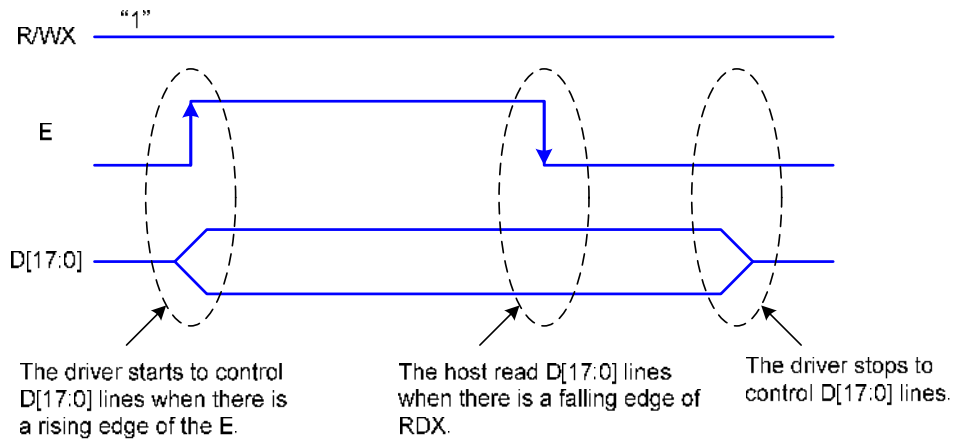 "1"
R/WX
E
D[17:0]
The driver starts to control
D[17:0] lines when there is
a rising edge of the E.
The host read D[17:0] lines
when there is a falling edge of
RDX.
The driver stops to
control D[17:0] lines.